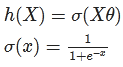 h(X) = σ(Xθ)
σ(x) = 1/(1+e^{-x})